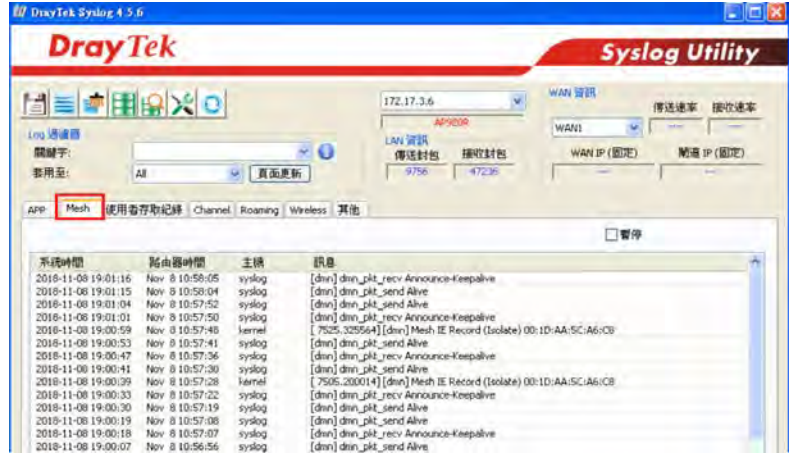 DrayTek Syslog 4.5.6
DrayTek
Syslog Utility
172.17.3.6
AP920R
WAN 資訊
傳送速率 接收速率
WAN1
--- ---
Log 過濾器
關鍵字:
LAN 資訊
傳送封包 接收封包
WAN IP (固定) 閘道 IP (固定)
套用至: All 頁面更新
9756 47236
--- ---
APP Mesh 使用者存取紀錄 Channel Roaming Wireless 其他
暫停
系統時間 路由器時間 主機 訊息
2018-11-08 19:01:16 Nov 8 10:58:05 syslog [dmn] dmn_pkt_recv Announce-Keepalive
2018-11-08 19:01:15 Nov 8 10:58:04 syslog [dmn] dmn_pkt_send Alive
2018-11-08 19:01:04 Nov 8 10:57:52 syslog [dmn] dmn_pkt_send Alive
2018-11-08 19:01:01 Nov 8 10:57:50 syslog [dmn] dmn_pkt_recv Announce-Keepalive
2018-11-08 19:00:59 Nov 8 10:57:48 kernel [ 7525.325564] [dmn] Mesh IE Record (Isolate) 00:1D:AA:5C:A6:C8
2018-11-08 19:00:53 Nov 8 10:57:41 syslog [dmn] dmn_pkt_send Alive
2018-11-08 19:00:47 Nov 8 10:57:36 syslog [dmn] dmn_pkt_recv Announce-Keepalive
2018-11-08 19:00:41 Nov 8 10:57:30 syslog [dmn] dmn_pkt_send Alive
2018-11-08 19:00:39 Nov 8 10:57:28 kernel [ 7505.200014] [dmn] Mesh IE Record (Isolate) 00:1D:AA:5C:A6:C8
2018-11-08 19:00:33 Nov 8 10:57:22 syslog [dmn] dmn_pkt_recv Announce-Keepalive
2018-11-08 19:00:30 Nov 8 10:57:19 syslog [dmn] dmn_pkt_send Alive
2018-11-08 19:00:19 Nov 8 10:57:08 syslog [dmn] dmn_pkt_send Alive
2018-11-08 19:00:18 Nov 8 10:57:07 syslog [dmn] dmn_pkt_recv Announce-Keepalive
2018-11-08 19:00:07 Nov 8 10:56:56 syslog [dmn] dmn_pkt_send Alive